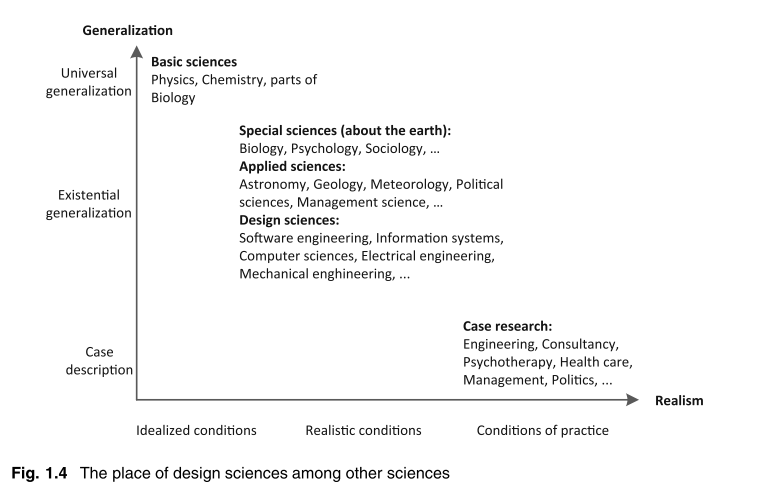 Generalization
Universal
generalization
Basic sciences
Physics, Chemistry, parts of
Biology
Existential
generalization
Special sciences (about the earth):
Biology, Psychology, Sociology, ...
Applied sciences:
Astronomy, Geology, Meteorology, Political
sciences, Management science, ...
Design sciences:
Software engineering, Information systems,
Computer sciences, Electrical engineering,
Mechanical enghineering, ...
Case
description
Case research:
Engineering, Consultancy,
Psychotherapy, Health care,
Management, Politics, ...
Realism
Idealized conditions
Realistic conditions
Conditions of practice
Fig. 1.4 The place of design sciences among other sciences